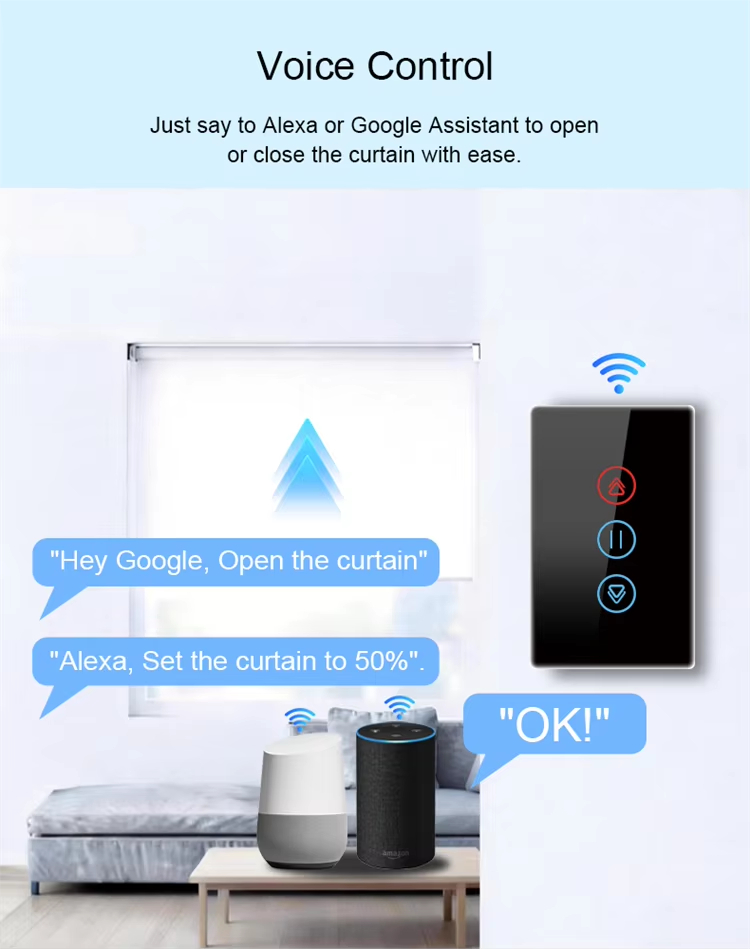 Voice Control
Just say to Alexa or Google Assistant to open
or close the curtain with ease.
"Hey Google, Open the curtain"
"Alexa, Set the curtain to 50%".
"OK!"
amazon